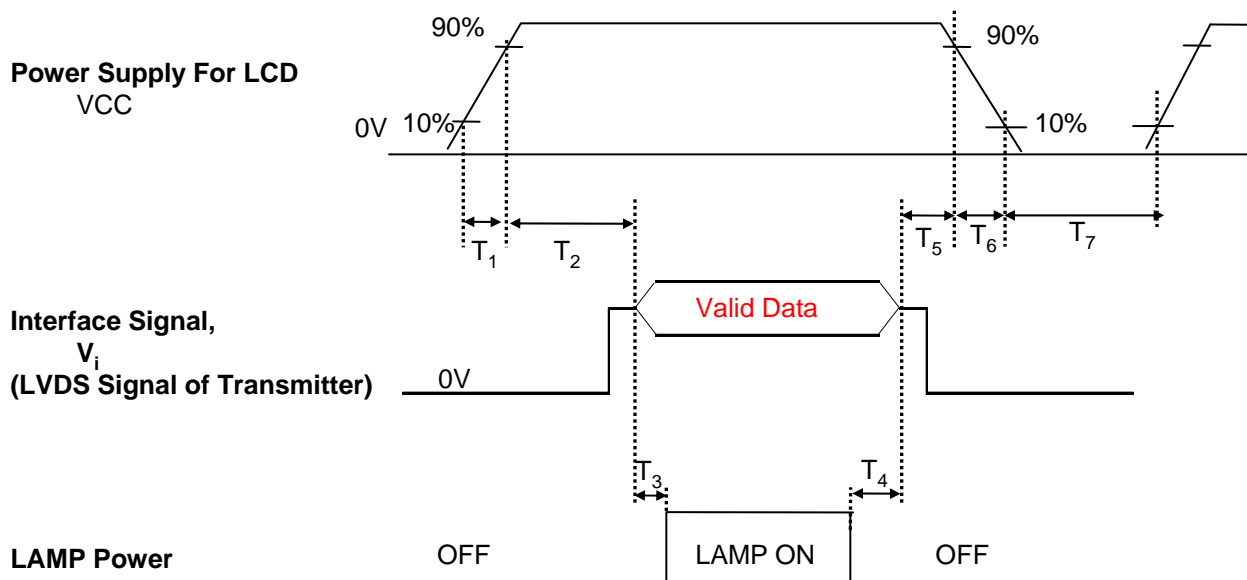 90%
90%
Power Supply For LCD
VCC
0V
10%
10%
T1
T2
T5
T6
T7
Valid Data
Interface Signal,
Vi
(LVDS Signal of Transmitter)
0V
T3
T4
LAMP Power
OFF
LAMP ON
OFF